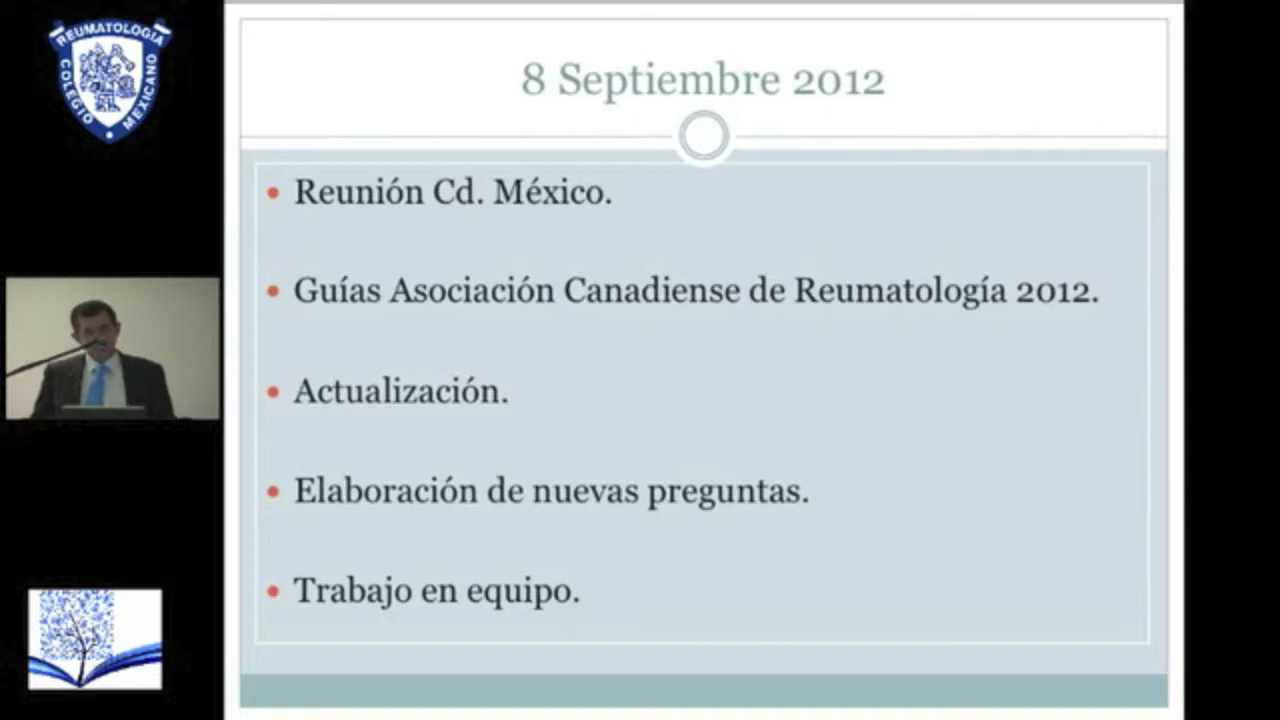 REUMATOLOGIA
COLEGIO
MEXICANO
8 Septiembre 2012
Reunión Cd. México.
Guías Asociación Canadiense de Reumatología 2012.
Actualización.
Elaboración de nuevas preguntas.
Trabajo en equipo.